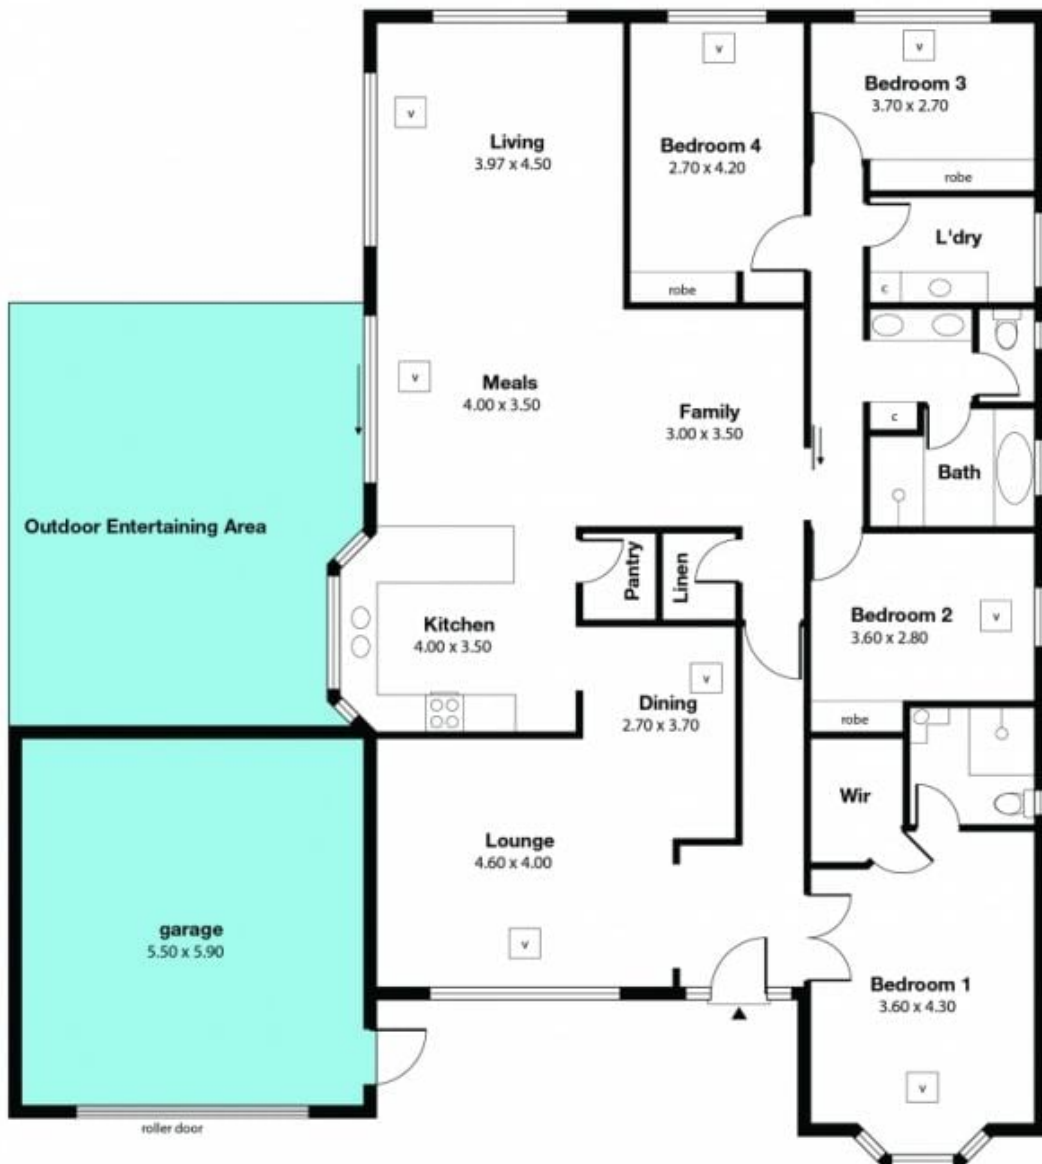 v
v
Bedroom 3
3.70 x 2.70
v
Living
3.97 x 4.50
Bedroom 4
2.70 x 4.20
robe
L'dry
robe
c
v
Meals
4.00 x 3.50
Family
3.00 x 3.50
c
Bath
Outdoor Entertaining Area
Pantry
Linen
Kitchen
4.00 x 3.50
Bedroom 2
3.60 x 2.80
v
v
Dining
2.70 x 3.70
robe
Wir
Lounge
4.60 x 4.00
garage
5.50 x 5.90
v
Bedroom 1
3.60 x 4.30
v
roller door